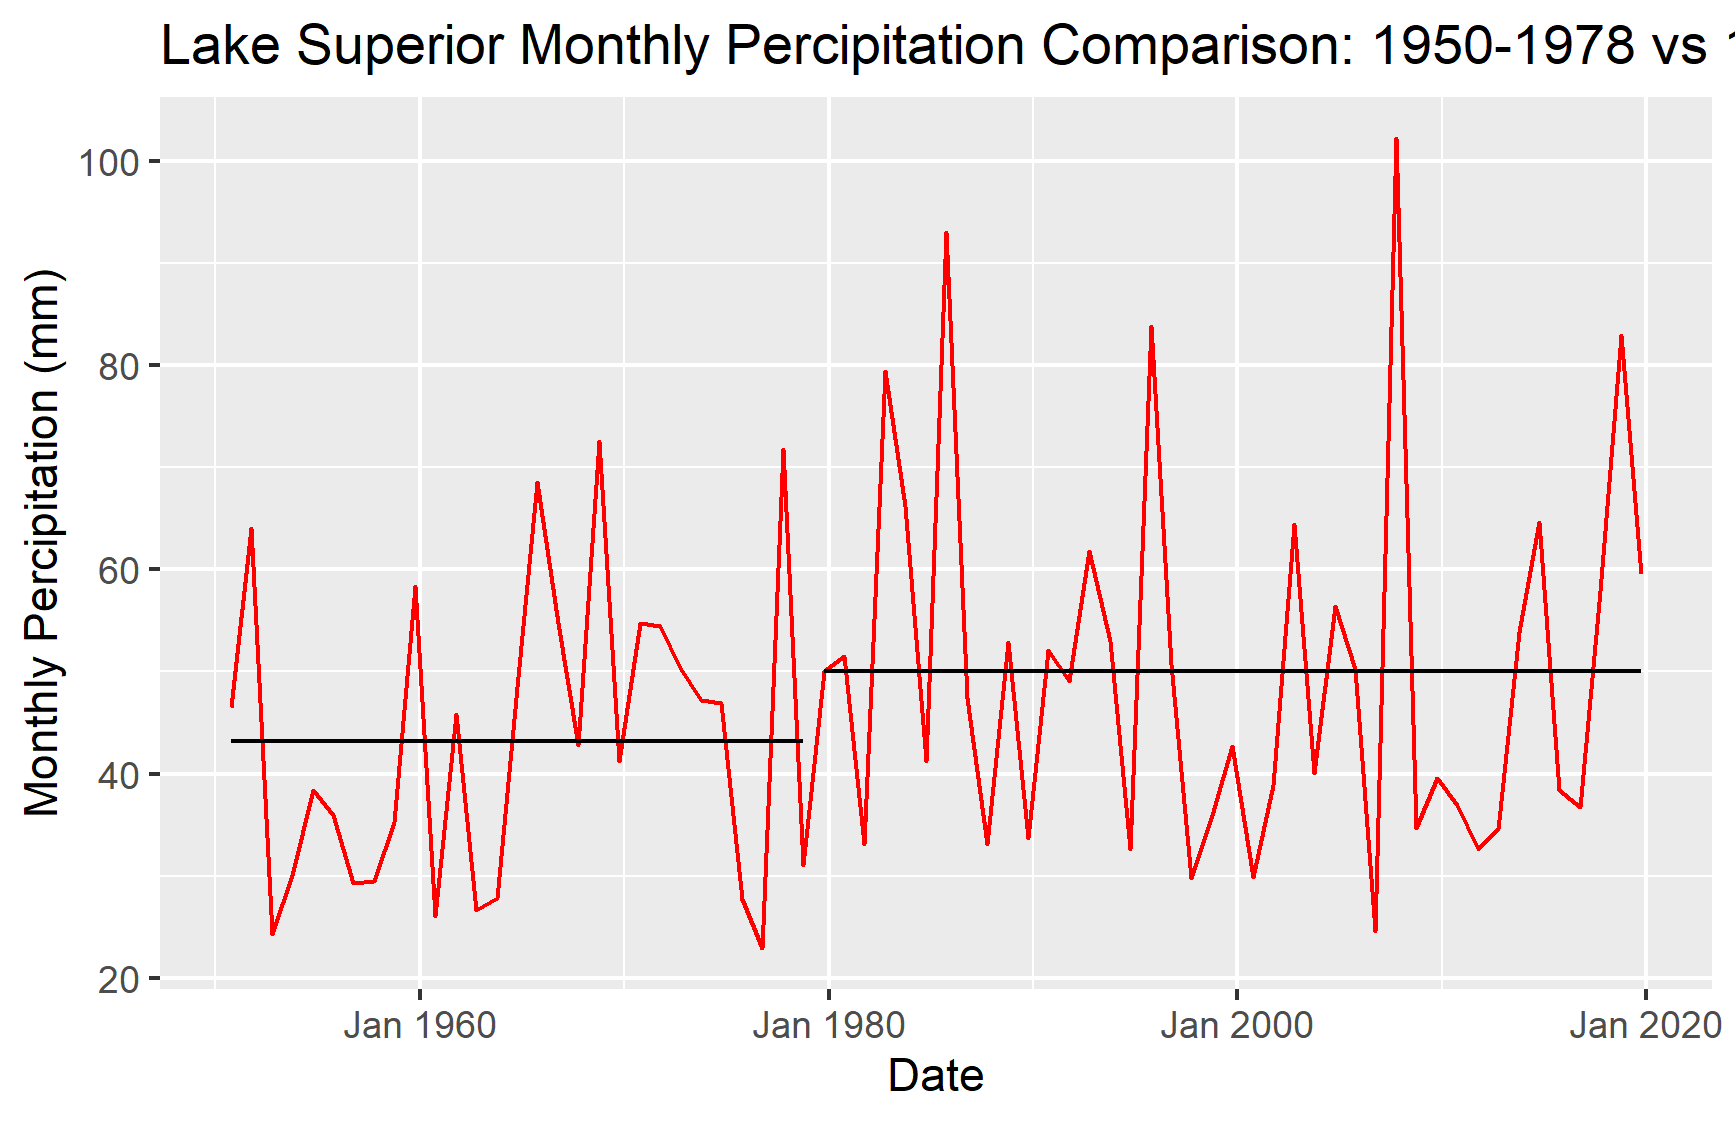 Lake Superior Monthly Percipitation Comparison: 1950-1978 vs
Monthly Percipitation (mm)
100
80
60
40
20
Jan 1960
Jan 1980
Jan 2000
Jan 2020
Date